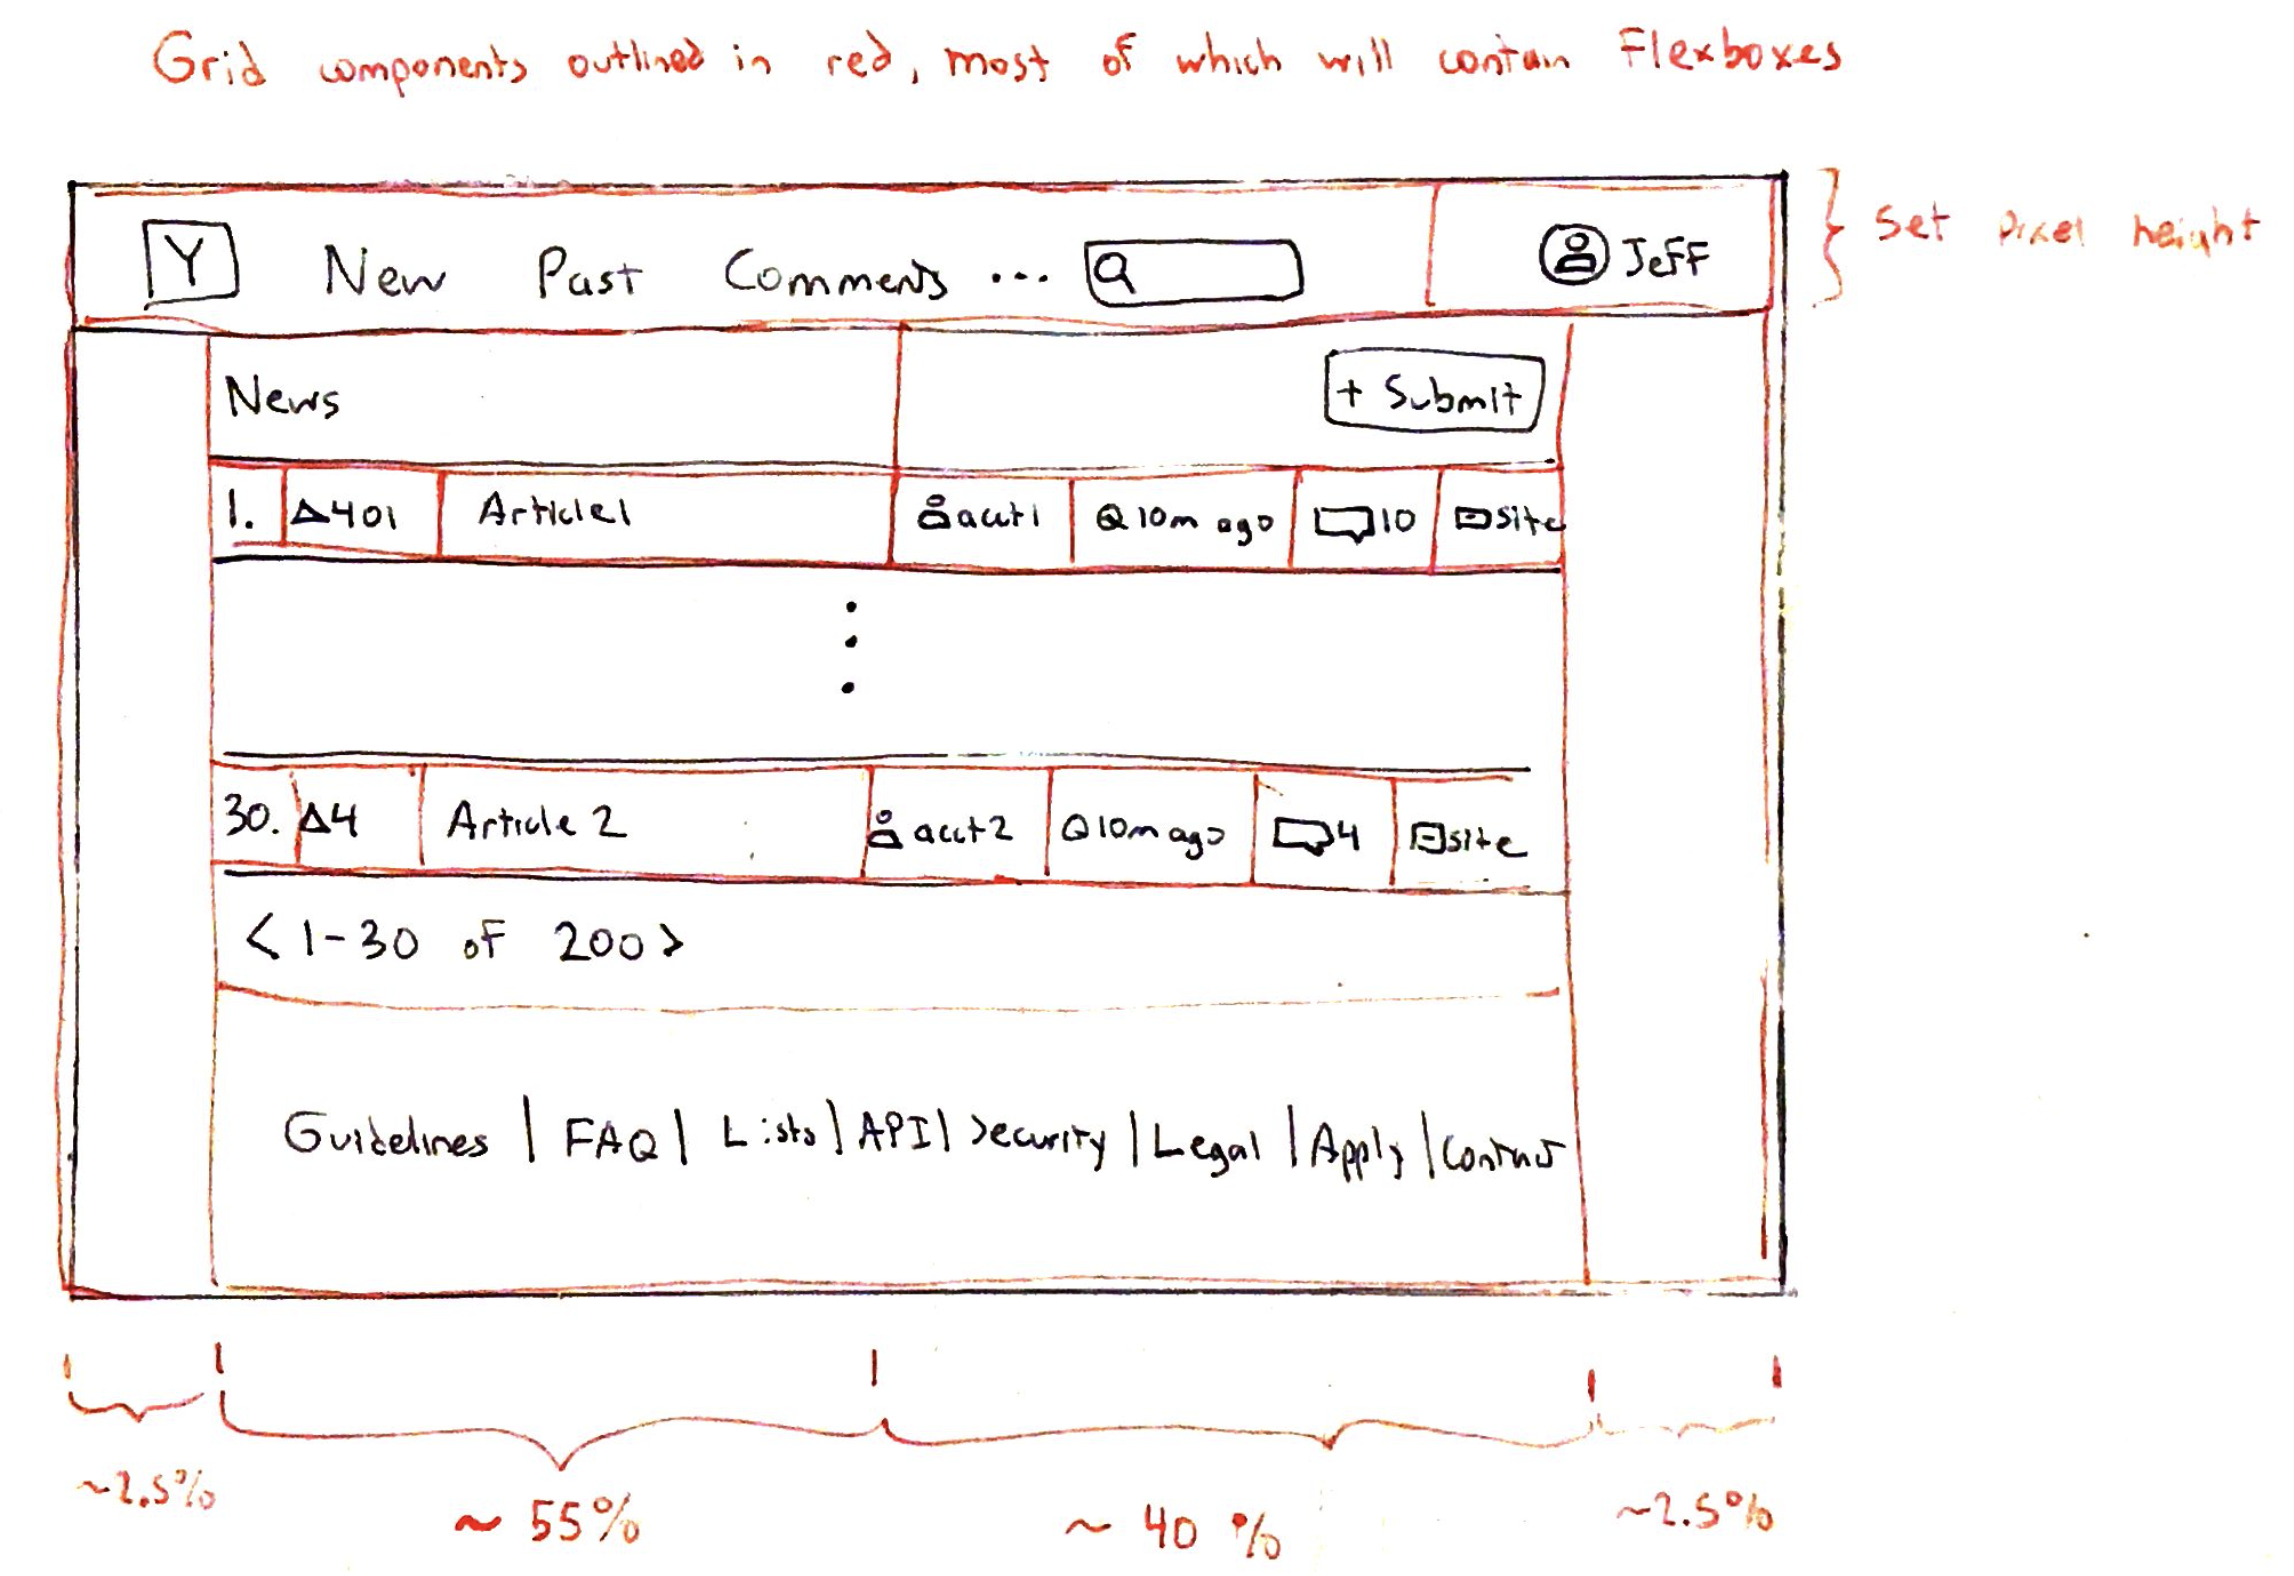 Grid components outlined in red, most of which will contain Flexboxes
Y New Past Comments ... Jeff
Set pixel height
News + Submit
1. 401 Article1 acct1 10m ago 10 site
30. 4 Article 2 acct2 10m ago 4 site
< 1-30 of 200 >
Guidelines | FAQ | Lists | API | Security | Legal | Apply | Contact
~2.5% ~55% ~40% ~2.5%